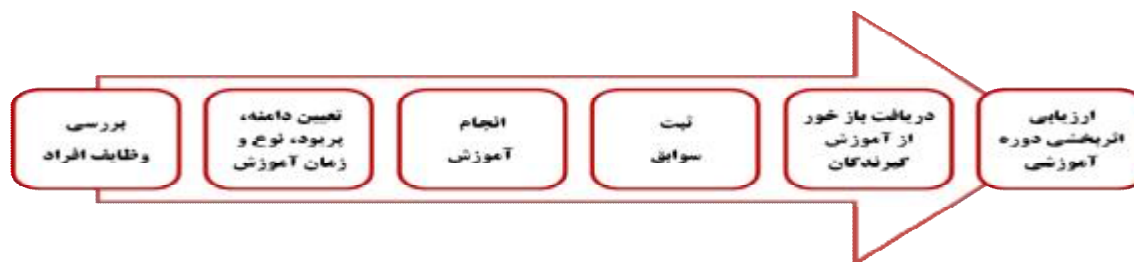 بررسی
وظایف افراد
تعیین دامنه،
پریود، نوع و
زمان آموزش
انجام
آموزش
ثبت
سوابق
دریافت باز خور
از آموزش
گیرندگان
ارزیابی
اثربخشی دوره
آموزشی